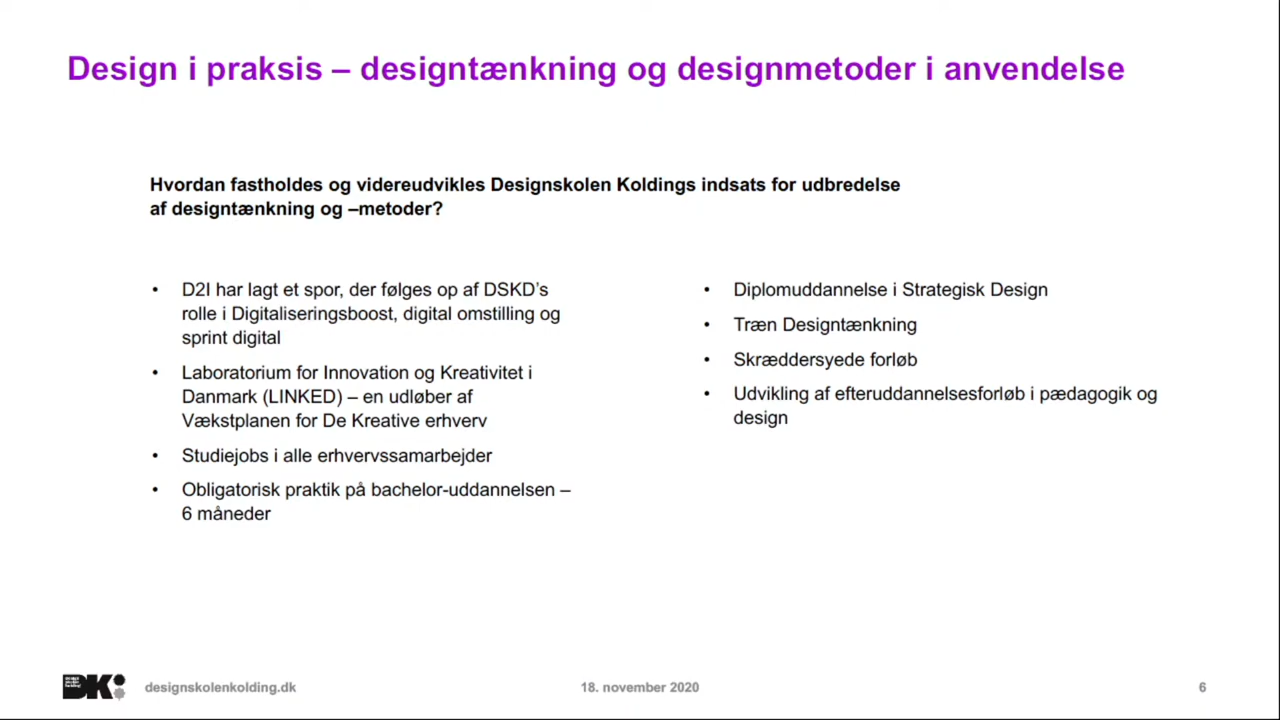 Design i praksis – designtænkning og designmetoder i anvendelse
Hvordan fastholdes og videreudvikles Designskolen Koldings indsats for udbredelse
af designtænkning og –metoder?
• D2I har lagt et spor, der følges op af DSKD’s
rolle i Digitaliseringsboost, digital omstilling og
sprint digital
• Laboratorium for Innovation og Kreativitet i
Danmark (LINKED) – en udløber af
Vækstplanen for De Kreative erhverv
• Studiejobs i alle erhvervssamarbejder
• Obligatorisk praktik på bachelor-uddannelsen –
6 måneder
• Diplomuddannelse i Strategisk Design
• Træn Designtænkning
• Skræddersyede forløb
• Udvikling af efteruddannelsesforløb i pædagogik og
design
DK
designskolenkolding.dk
18. november 2020
6